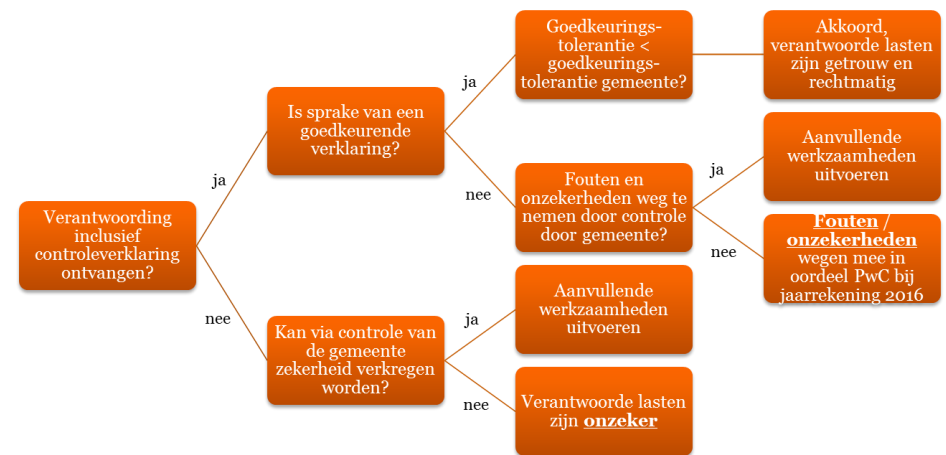 Verantwoording
inclusief
controleverklaring
ontvangen?
ja
nee
Is sprake van een
goedkeurende
verklaring?
ja
nee
Goedkeurings-
tolerantie <
goedkeurings-
tolerantie gemeente?
Akkoord,
verantwoorde lasten
zijn getrouw en
rechtmatig
Fouten en
onzekerheden weg te
nemen door controle
door gemeente?
ja
nee
Aanvullende
werkzaamheden
uitvoeren
Fouten /
onzekerheden
wegen mee in
oordeel PwC bij
jaarrekening 2016
Kan via controle van
de gemeente
zekerheid verkregen
worden?
ja
nee
Aanvullende
werkzaamheden
uitvoeren
Verantwoorde lasten
zijn onzeker